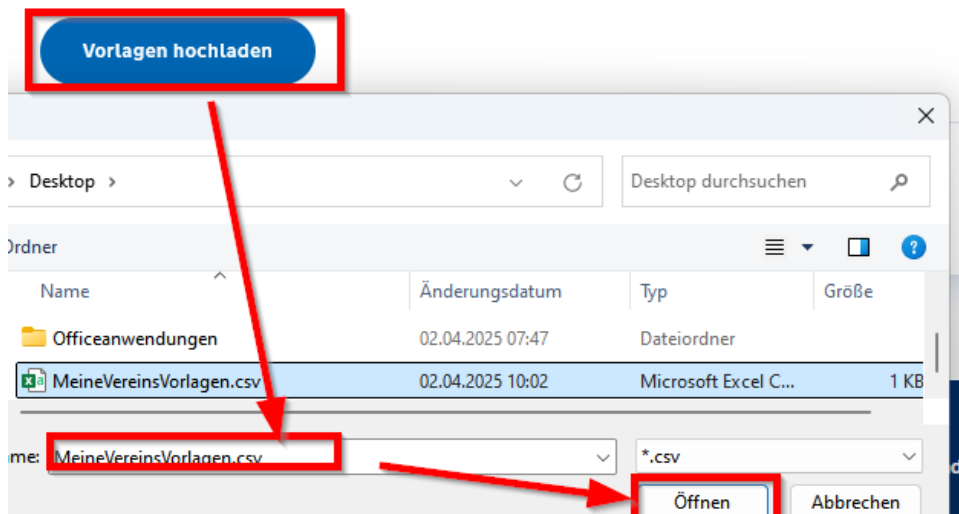 Vorlagen hochladen
Desktop
Desktop durchsuchen
Ordner
Name Änderungsdatum Typ Größe
Officeanwendungen 02.04.2025 07:47 Dateiordner
MeineVereinsVorlagen.csv 02.04.2025 10:02 Microsoft Excel C... 1 KB
me: MeineVereinsVorlagen.csv *.csv
Öffnen Abbrechen